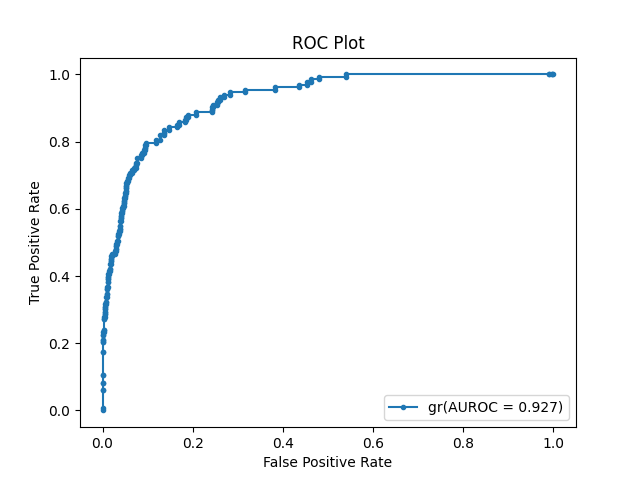 ROC Plot
True Positive Rate
1.0
0.8
0.6
0.4
0.2
0.0
gr(AUROC = 0.927)
0.0 0.2 0.4 0.6 0.8 1.0
False Positive Rate